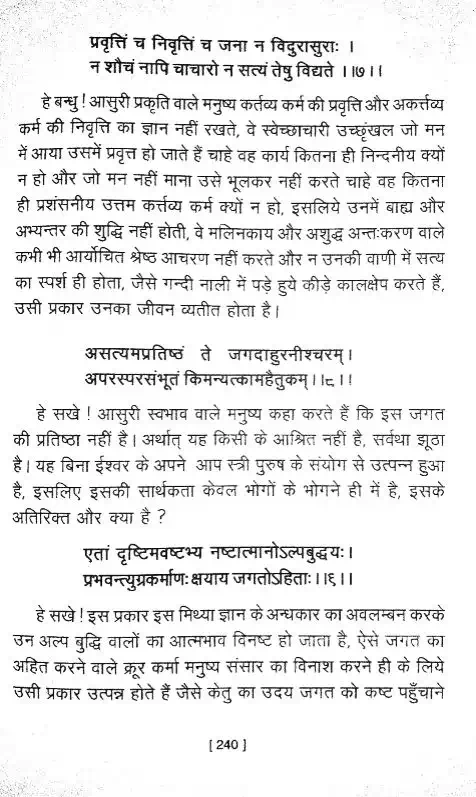 प्रवृत्तिं च निवृत्तिं च जना न विदुरासुराः ।
न शौचं नापि चाचारो न सत्यं तेषु विद्यते ।।७।।
हे बन्धु ! आसुरी प्रकृति वाले मनुष्य कर्तव्य कर्म की प्रवृत्ति और अकर्त्तव्य
कर्म की निवृत्ति का ज्ञान नहीं रखते, वे स्वेच्छाचारी उच्छृंखल जो मन
में आया उसमें प्रवृत्त हो जाते हैं चाहे वह कार्य कितना ही निन्दनीय क्यों
न हो और जो मन नहीं माना उसे भूलकर नहीं करते चाहे वह कितना
ही प्रशंसनीय उत्तम कर्त्तव्य कर्म क्यों न हो, इसलिये उनमें बाह्य और
अभ्यन्तर की शुद्धि नहीं होती, वे मलिनकाय और अशुद्ध अन्तःकरण वाले
कभी भी आर्योचित श्रेष्ठ आचरण नहीं करते और न उनकी वाणी में सत्य
का स्पर्श ही होता, जैसे गन्दी नाली में पड़े हुये कीड़े कालक्षेप करते हैं,
उसी प्रकार उनका जीवन व्यतीत होता है।
असत्यमप्रतिष्ठं ते जगदाहुरनीश्चरम्।
अपरस्परसंभूतं किमन्यत्कामहैतुकम्।।८।।
हे सखे ! आसुरी स्वभाव वाले मनुष्य कहा करते हैं कि इस जगत
की प्रतिष्ठा नहीं है। अर्थात् यह किसी के आश्रित नहीं है, सर्वथा झूठा
है। यह बिना ईश्वर के अपने आप स्त्री पुरुष के संयोग से उत्पन्न हुआ
है, इसलिए इसकी सार्थकता केवल भोगों के भोगने ही में है, इसके
अतिरिक्त और क्या है ?
एतां दृष्टिमवष्टभ्य नष्टात्मानोऽल्पबुद्धयः।
प्रभवन्त्युग्रकर्माणः क्षयाय जगतोऽहिताः।।६।।
हे सखे ! इस प्रकार इस मिथ्या ज्ञान के अन्धकार का अवलम्बन करके
उन अल्प बुद्धि वालों का आत्मभाव विनष्ट हो जाता है, ऐसे जगत का
अहित करने वाले क्रूर कर्मा मनुष्य संसार का विनाश करने ही के लिये
उसी प्रकार उत्पन्न होते हैं जैसे केतु का उदय जगत को कष्ट पहुँचाने
[ 240 ]